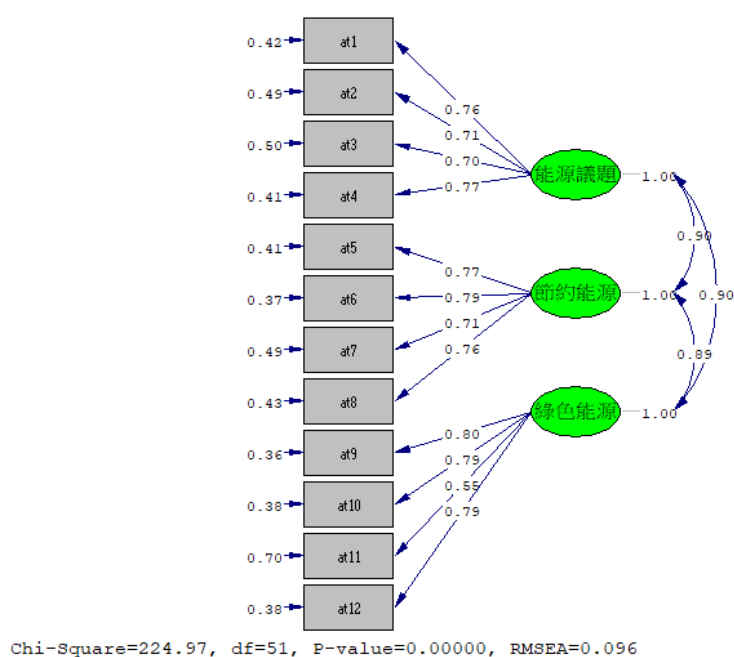 0.42 at1
0.76
0.49 at2
0.71
0.50 at3
0.70
能源議題 1.00
0.41 at4
0.77
0.90
0.41 at5
0.77
0.37 at6
0.79
節約能源 1.00 0.90
0.71
0.49 at7
0.76
0.89
0.43 at8
綠色能源 1.00
0.80
0.36 at9
0.79
0.55
0.38 at10
0.79
0.70 at11
0.38 at12
Chi-Square=224.97, df=51, P-value=0.00000, RMSEA=0.096